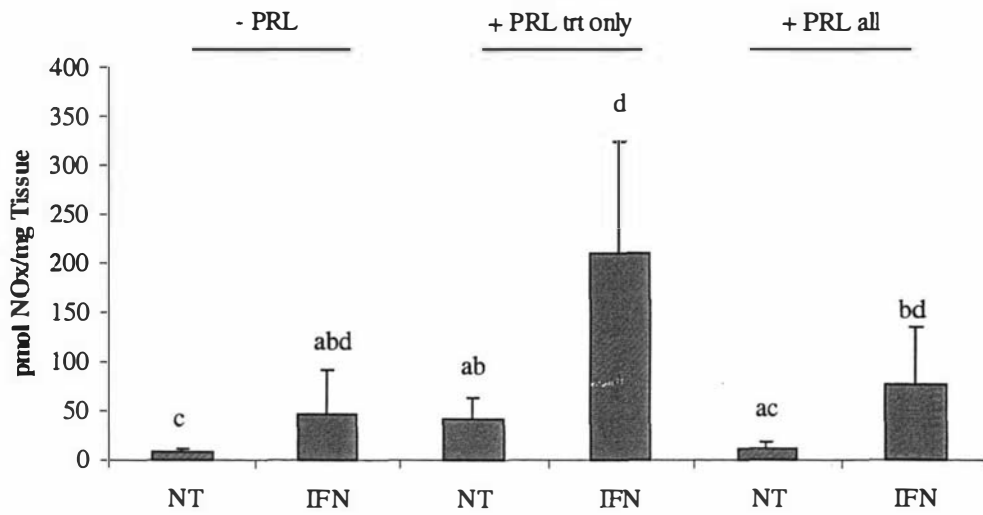 - PRL + PRL trt only + PRL all
400
350
300
250
200
150
100
50
0
pmol NOx/mg Tissue
c abd ab d ac bd
NT IFN NT IFN NT IFN